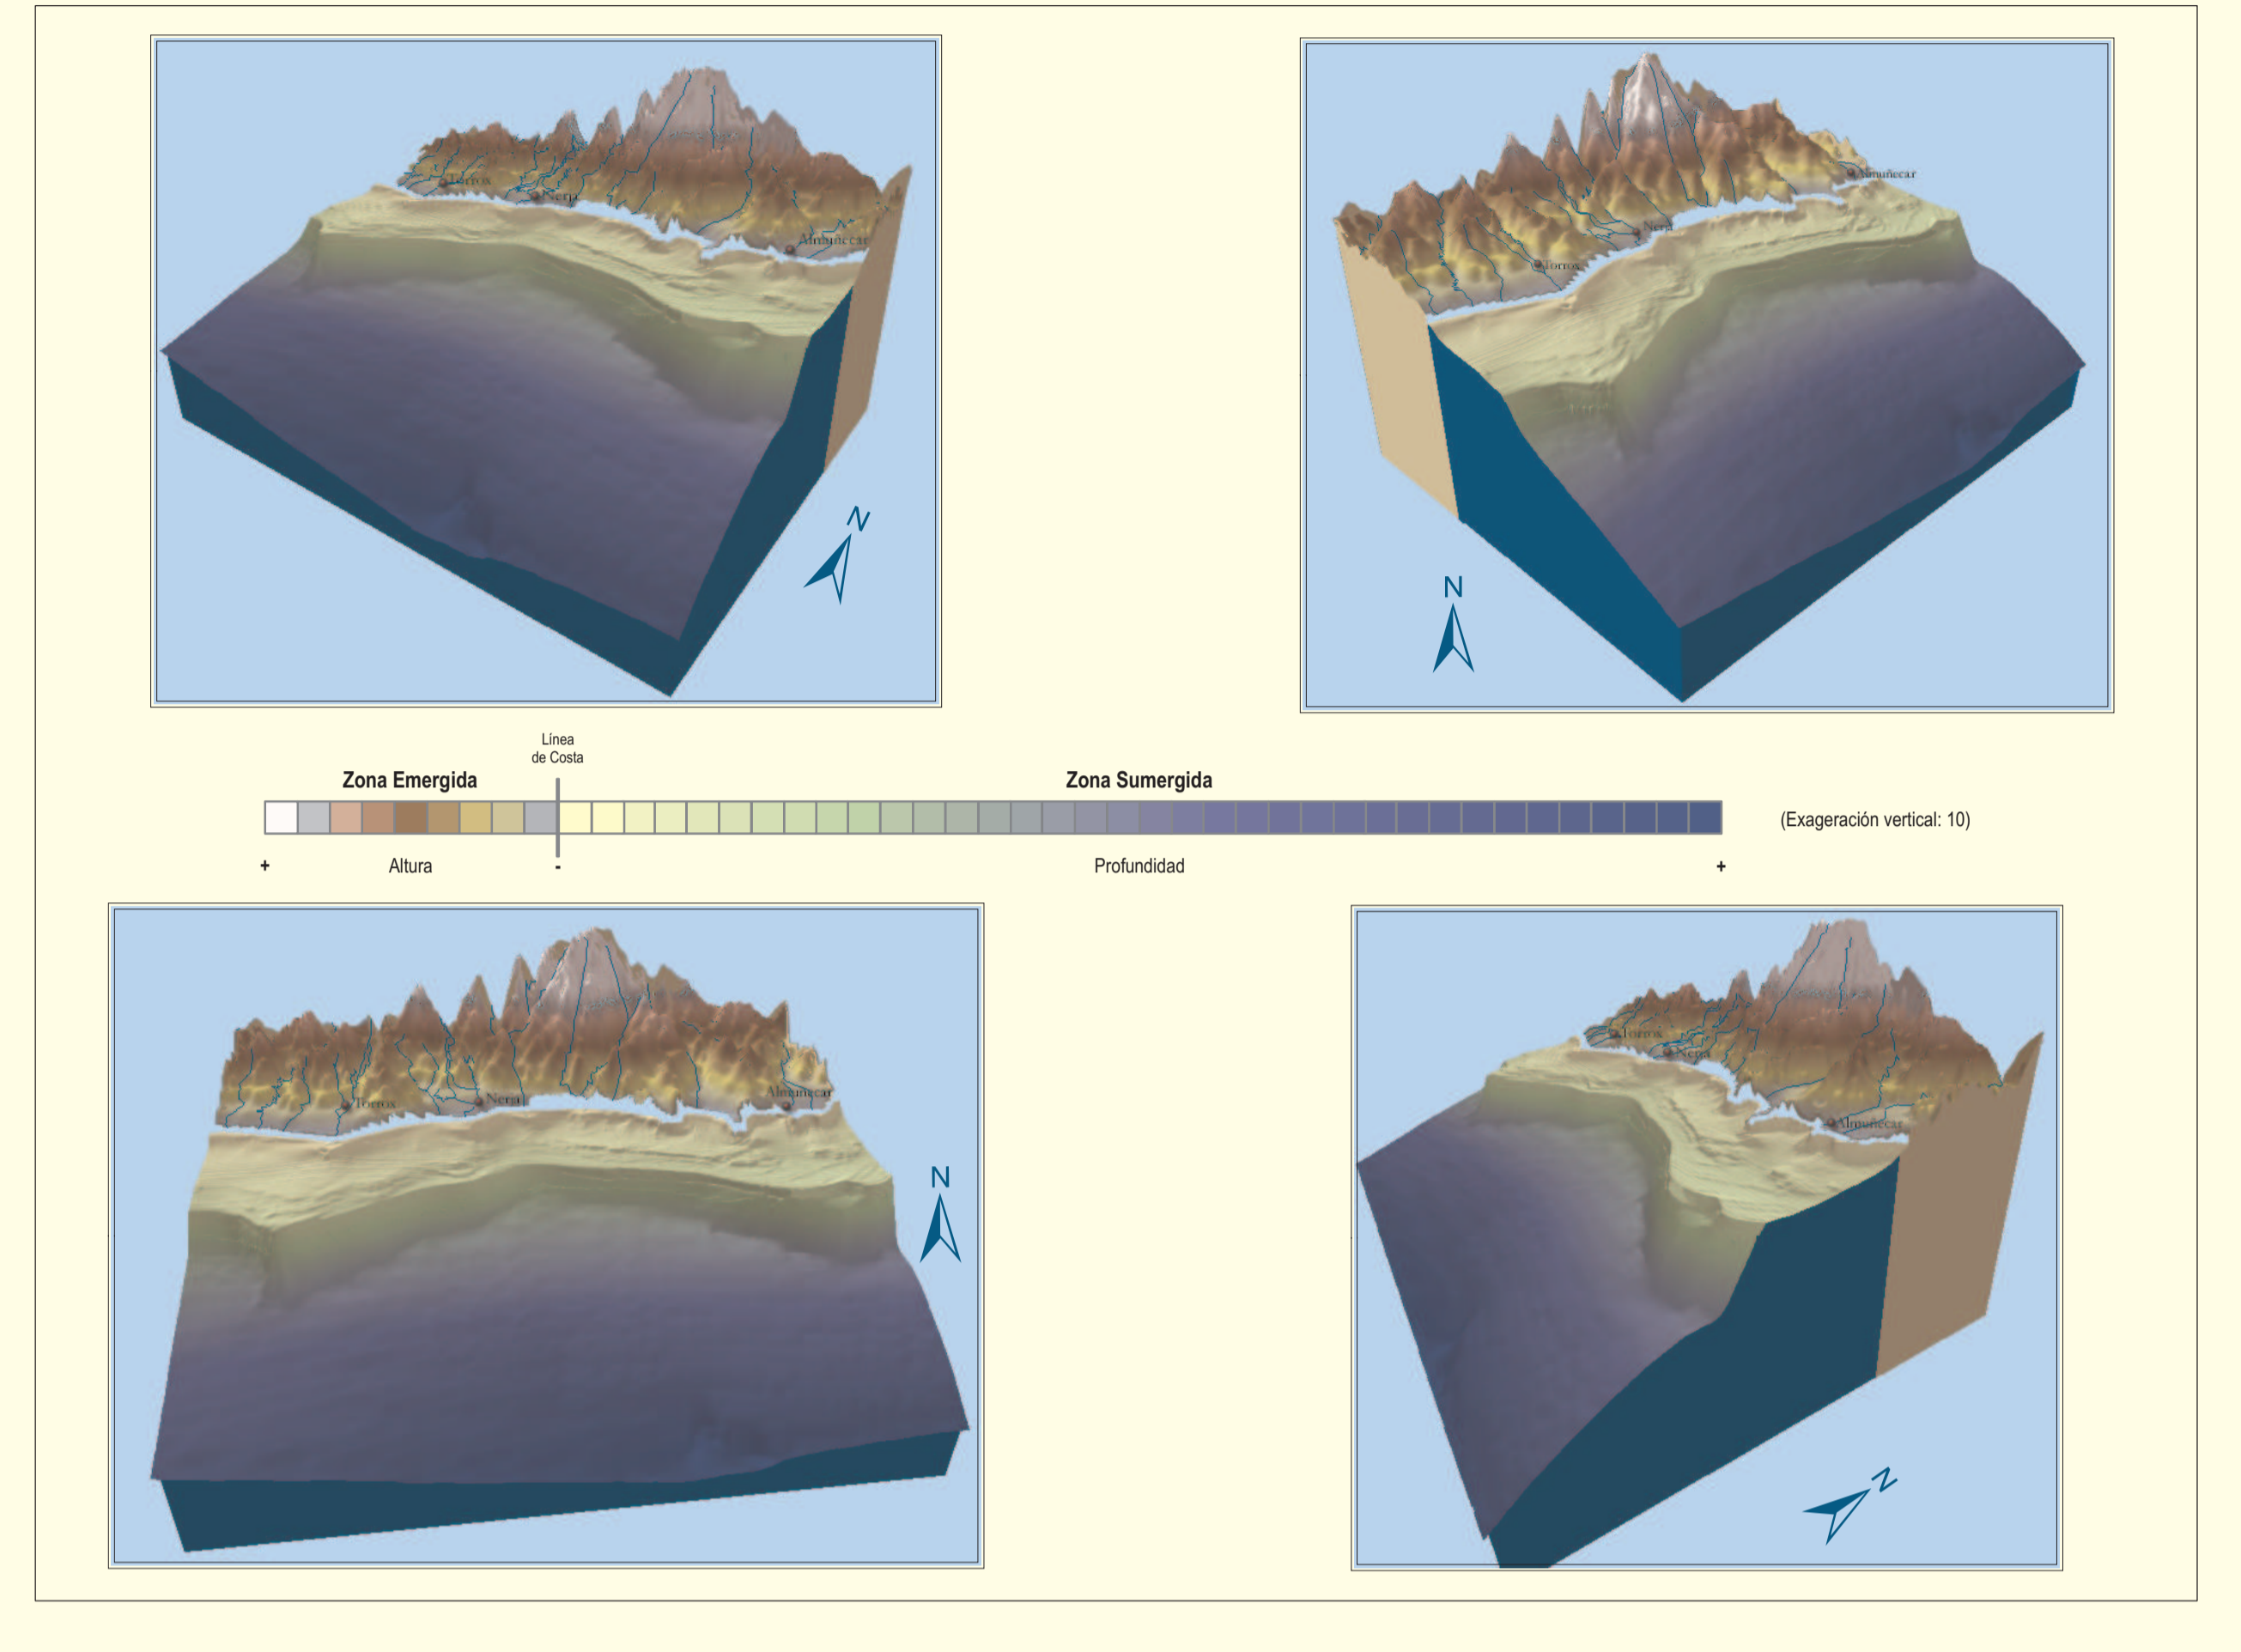 Torrox
Nerja
Almuñecar
N
Almuñecar
Nerja
Torrox
N
Línea
de Costa
Zona Emergida
Zona Sumergida
(Exageración vertical: 10)
+
Altura
-
Profundidad
+
Torrox
Nerja
Almuñecar
N
Torrox
Nerja
Almuñecar
N